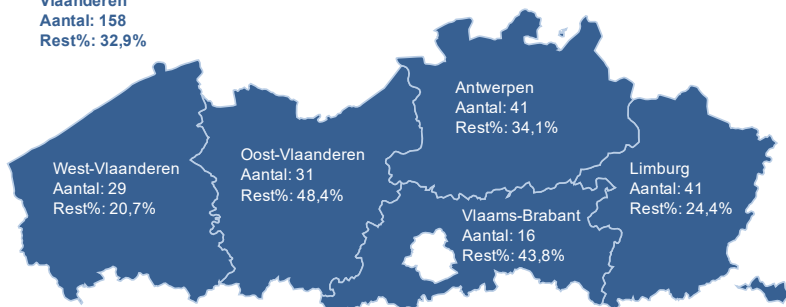 Vlaanderen
Aantal: 158
Rest%: 32,9%
Antwerpen
Aantal: 41
Rest%: 34,1%
West-Vlaanderen
Aantal: 29
Rest%: 20,7%
Oost-Vlaanderen
Aantal: 31
Rest%: 48,4%
Limburg
Aantal: 41
Rest%: 24,4%
Vlaams-Brabant
Aantal: 16
Rest%: 43,8%